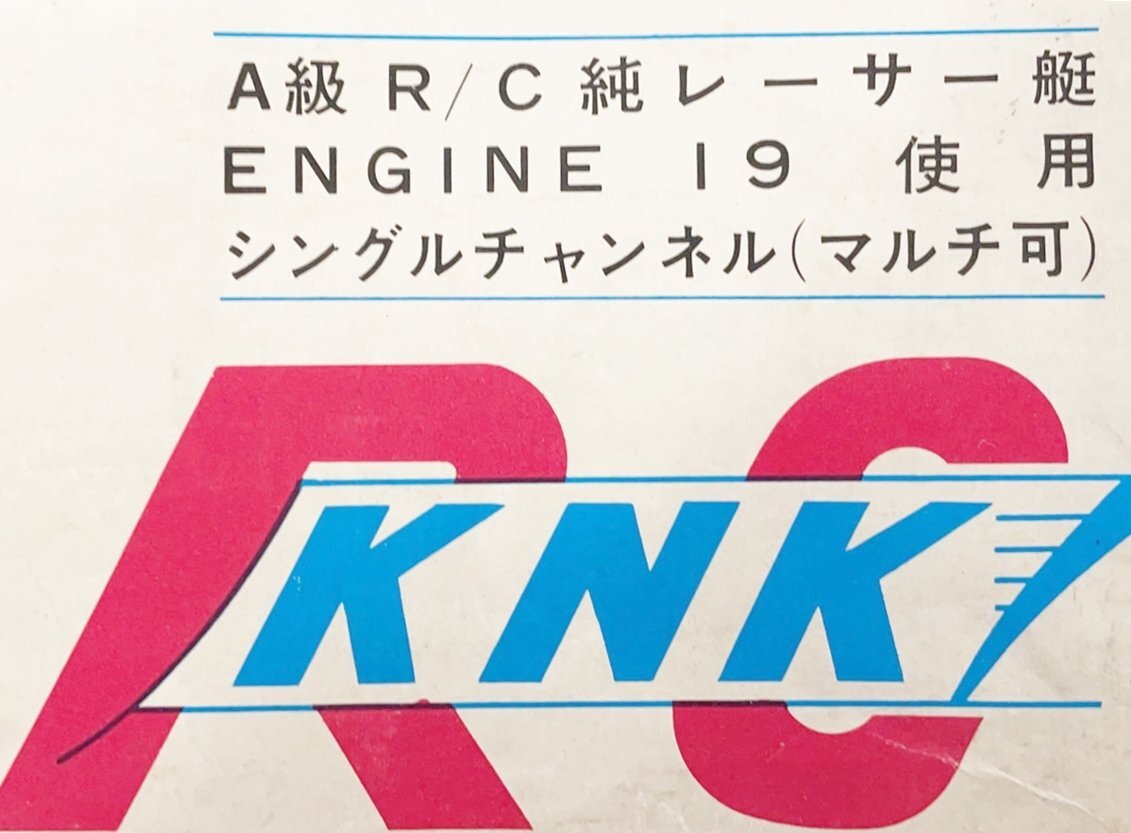 A級 R/C 純レーサー艇
ENGINE 19 使用
シングルチャンネル(マルチ可)
RC
KNK